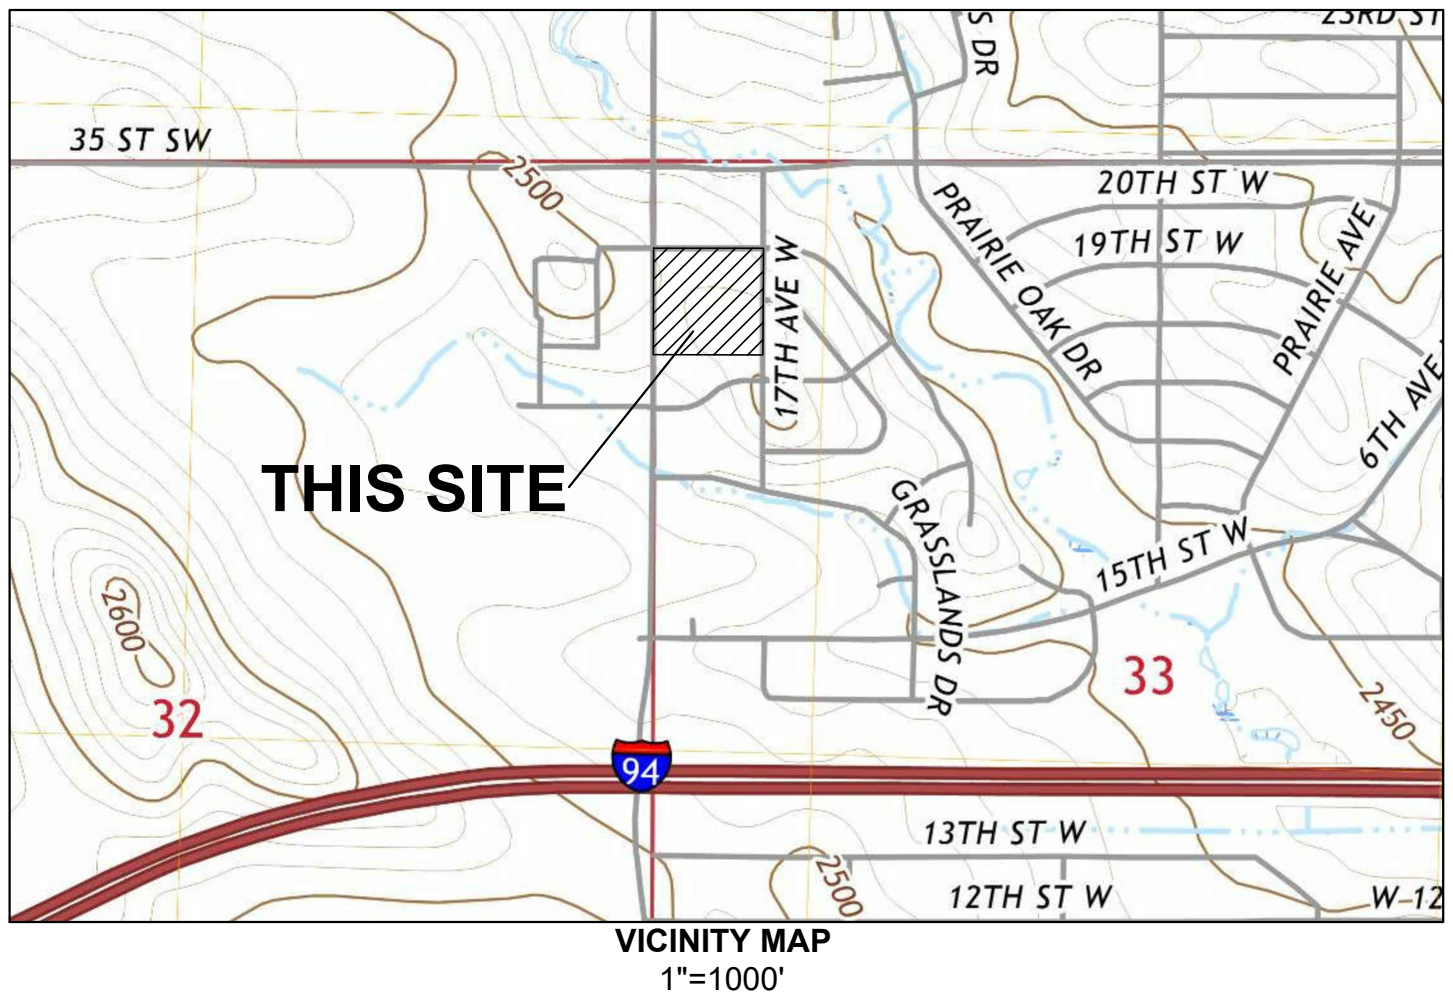 23RD ST
S DR
35 ST SW
2500
20TH ST W
PRAIRIE OAK DR
19TH ST W
PRAIRIE AVE
17TH AVE W
6TH AVE
THIS SITE
GRASSLANDS DR
15TH ST W
2600
32
33
2450
94
13TH ST W
2500
12TH ST W
W 12
VICINITY MAP
1"=1000'